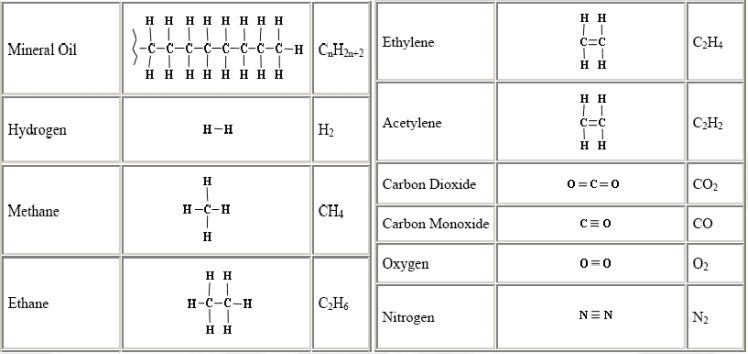 Mineral Oil
H H H H H H H H
-C-C-C-C-C-C-C-C-H
H H H H H H H H
CnH2n+2
Hydrogen
H-H
H2
Methane
H
H-C-H
H
CH4
Ethane
H H
H-C-C-H
H H
C2H6
Ethylene
H H
C=C
H H
C2H4
Acetylene
H H
C=C
H H
C2H2
Carbon Dioxide
O=C=O
CO2
Carbon Monoxide
C≡O
CO
Oxygen
O=O
O2
Nitrogen
N≡N
N2